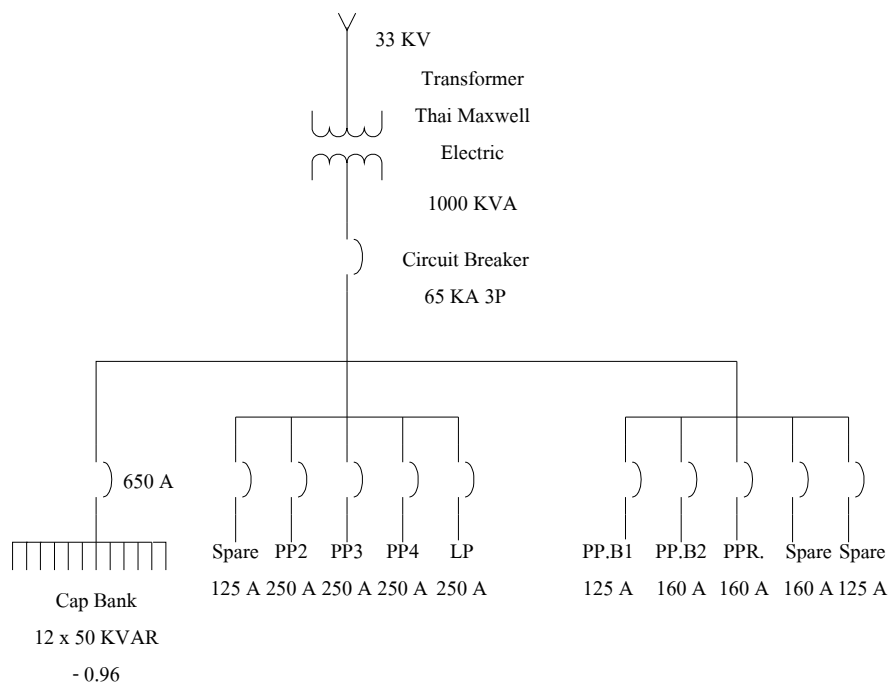 33 KV
Transformer
Thai Maxwell
Electric
1000 KVA
Circuit Breaker
65 KA 3P
650 A
Spare PP2 PP3 PP4 LP PP.B1 PP.B2 PPR. Spare Spare
125 A 250 A 250 A 250 A 250 A 125 A 160 A 160 A 160 A 125 A
Cap Bank
12 x 50 KVAR
- 0.96